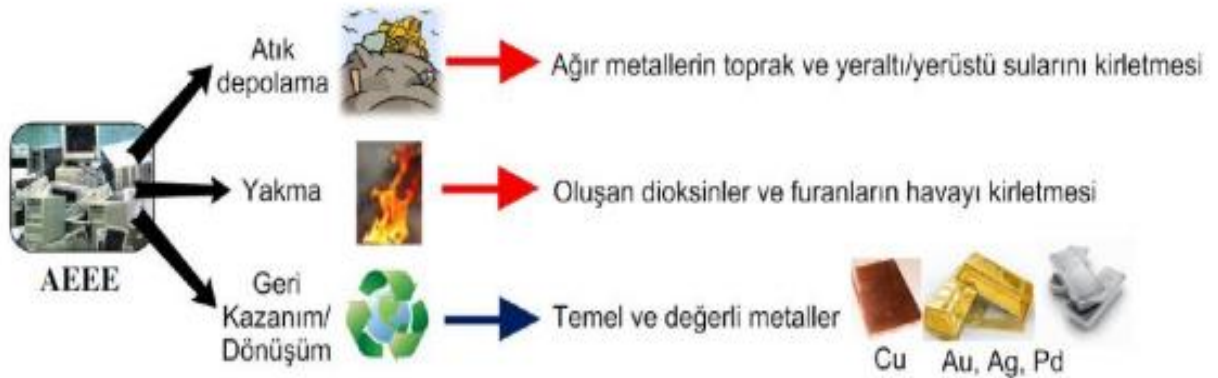 Atık
depolama
Ağır metallerin toprak ve yeraltı/yerüstü sularını kirletmesi
Yakma
Oluşan dioksinler ve furanların havayı kirletmesi
AEEE
Geri
Kazanım/
Dönüşüm
Temel ve değerli metaller
Cu
Au, Ag, Pd